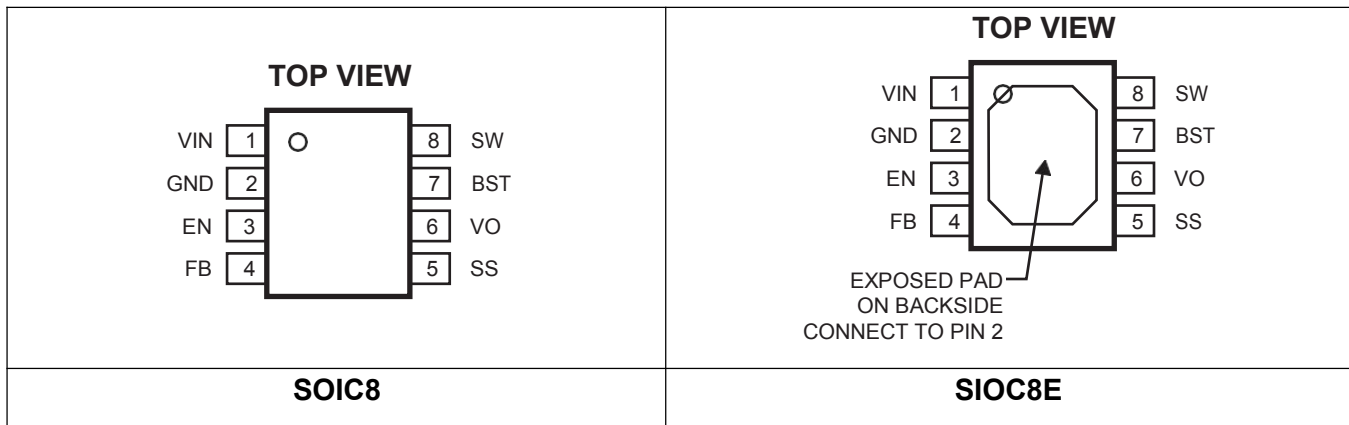 TOP VIEW
VIN 1 8 SW
GND 2 7 BST
EN 3 6 VO
FB 4 5 SS
SOIC8
TOP VIEW
VIN 1 8 SW
GND 2 7 BST
EN 3 6 VO
FB 4 5 SS
EXPOSED PAD
ON BACKSIDE
CONNECT TO PIN 2
SIOC8E